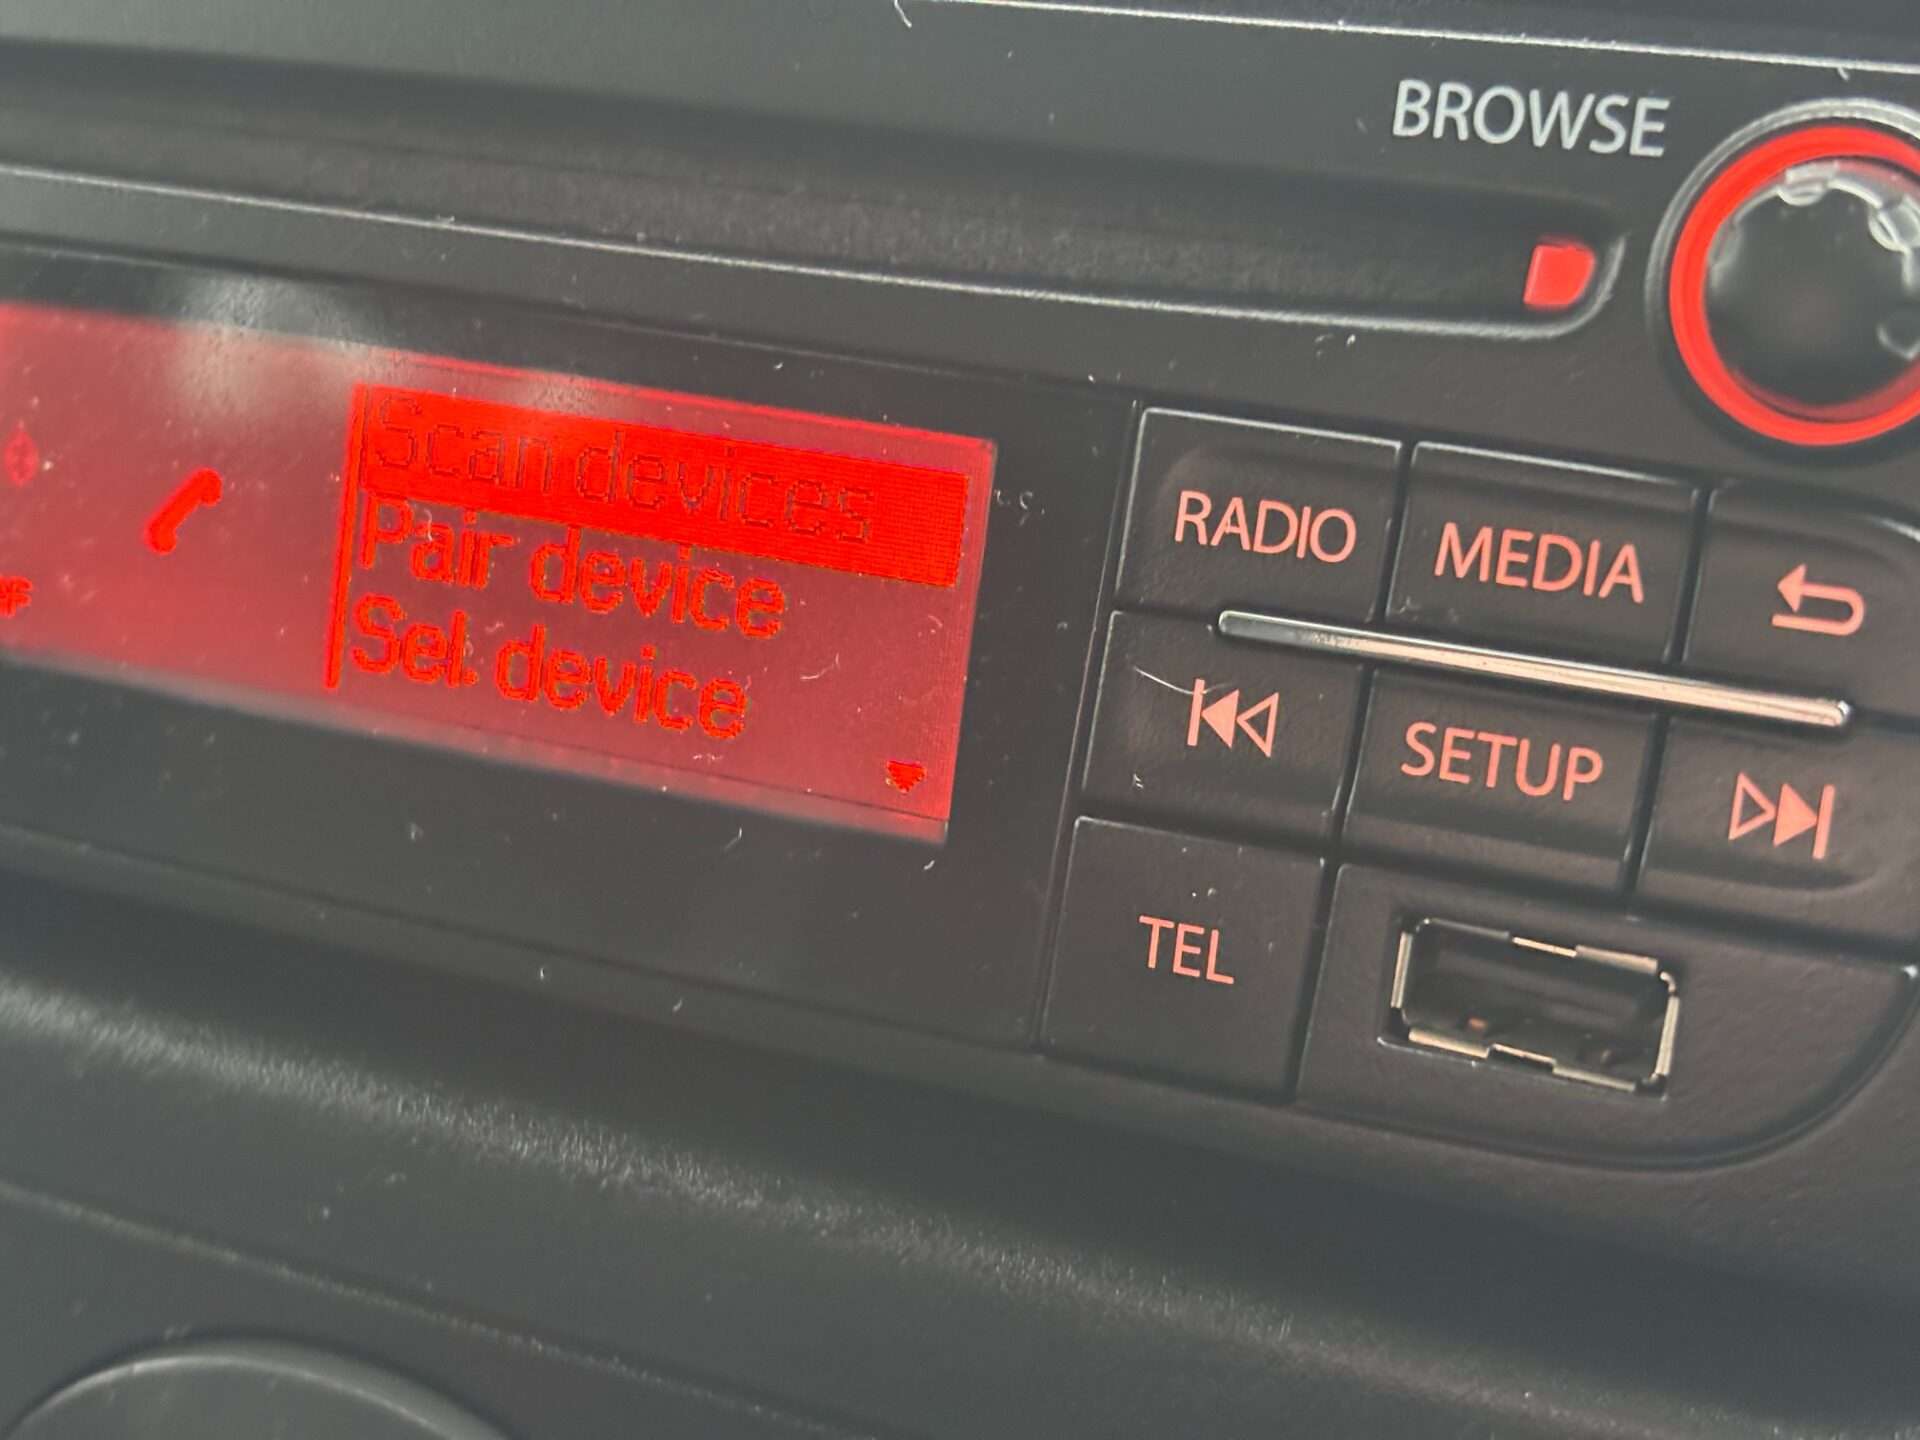 BROWSE
Scan devices
Pair device
Sel. device
RADIO
MEDIA
SETUP
TEL